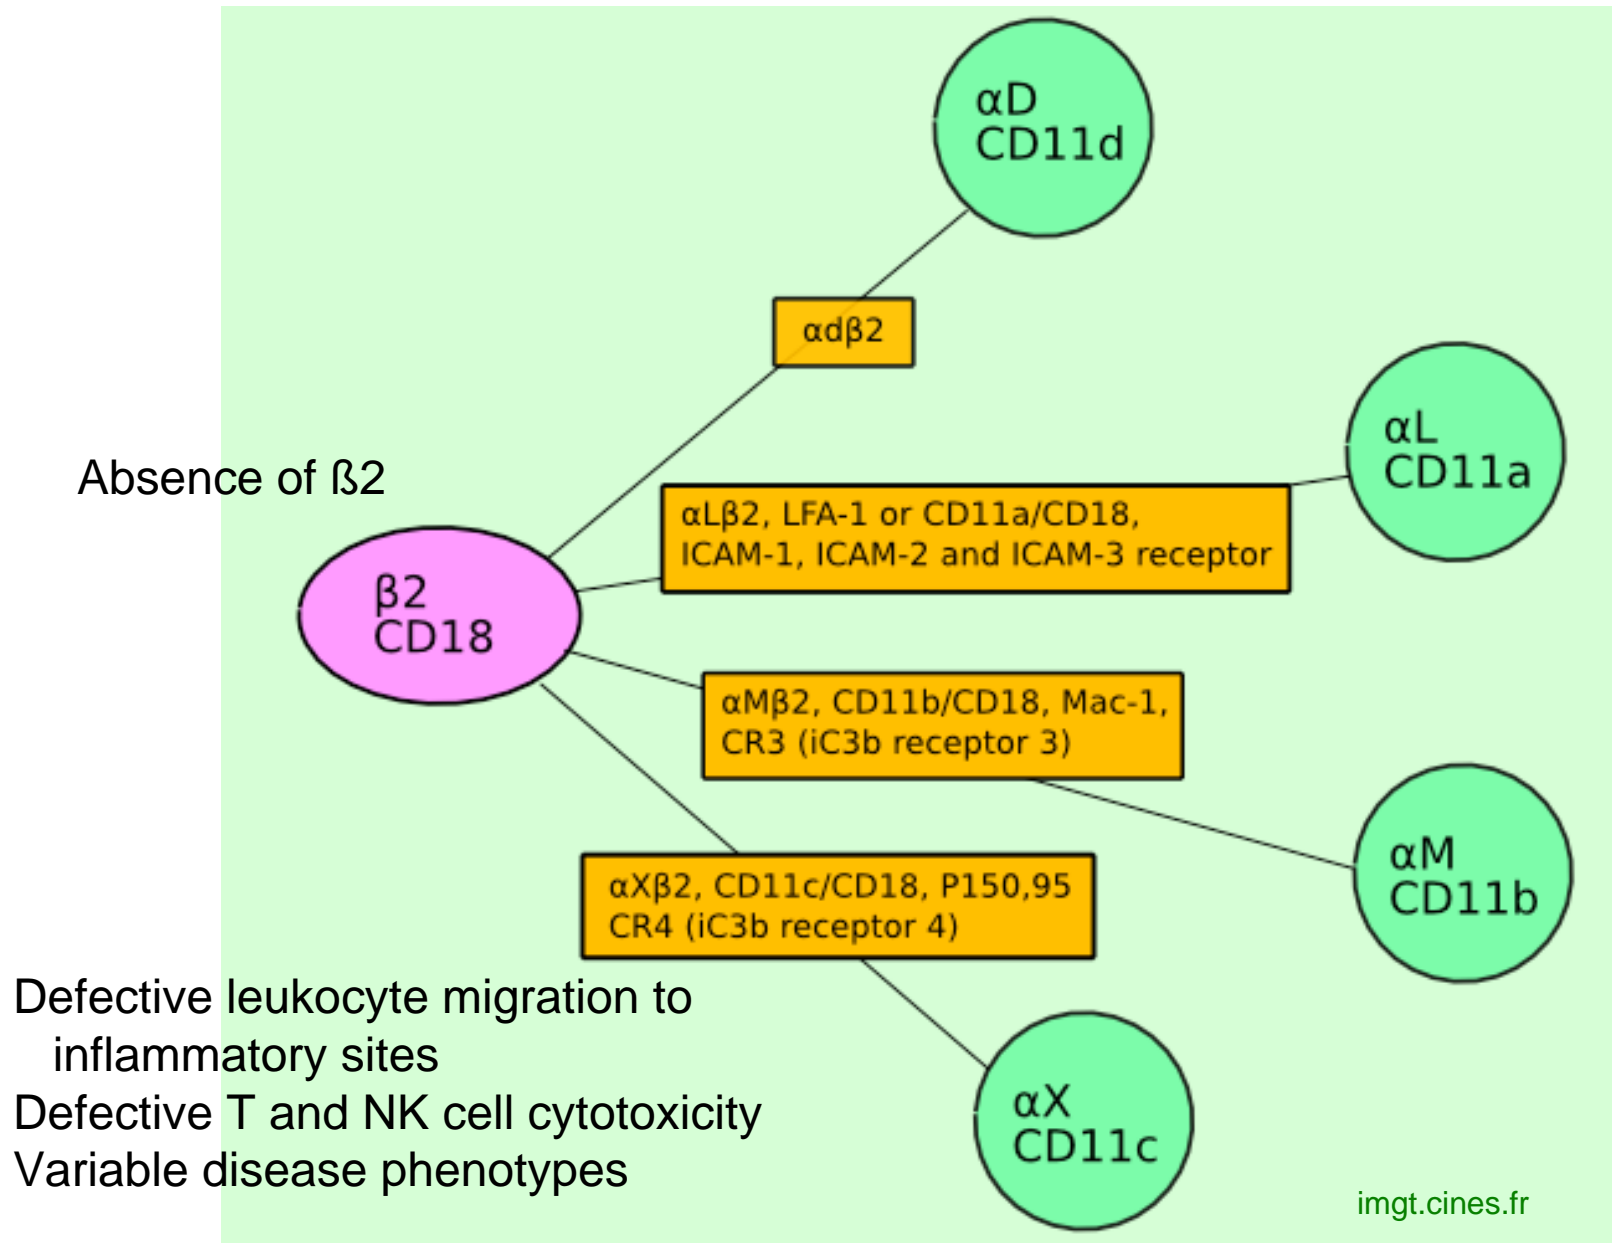 αD
CD11d
αdβ2
αL
CD11a
Absence of ß2
αLβ2, LFA-1 or CD11a/CD18,
ICAM-1, ICAM-2 and ICAM-3 receptor
β2
CD18
αMβ2, CD11b/CD18, Mac-1,
CR3 (iC3b receptor 3)
αM
CD11b
αXβ2, CD11c/CD18, P150,95
CR4 (iC3b receptor 4)
Defective leukocyte migration to
inflammatory sites
Defective T and NK cell cytotoxicity
Variable disease phenotypes
αX
CD11c
imgt.cines.fr